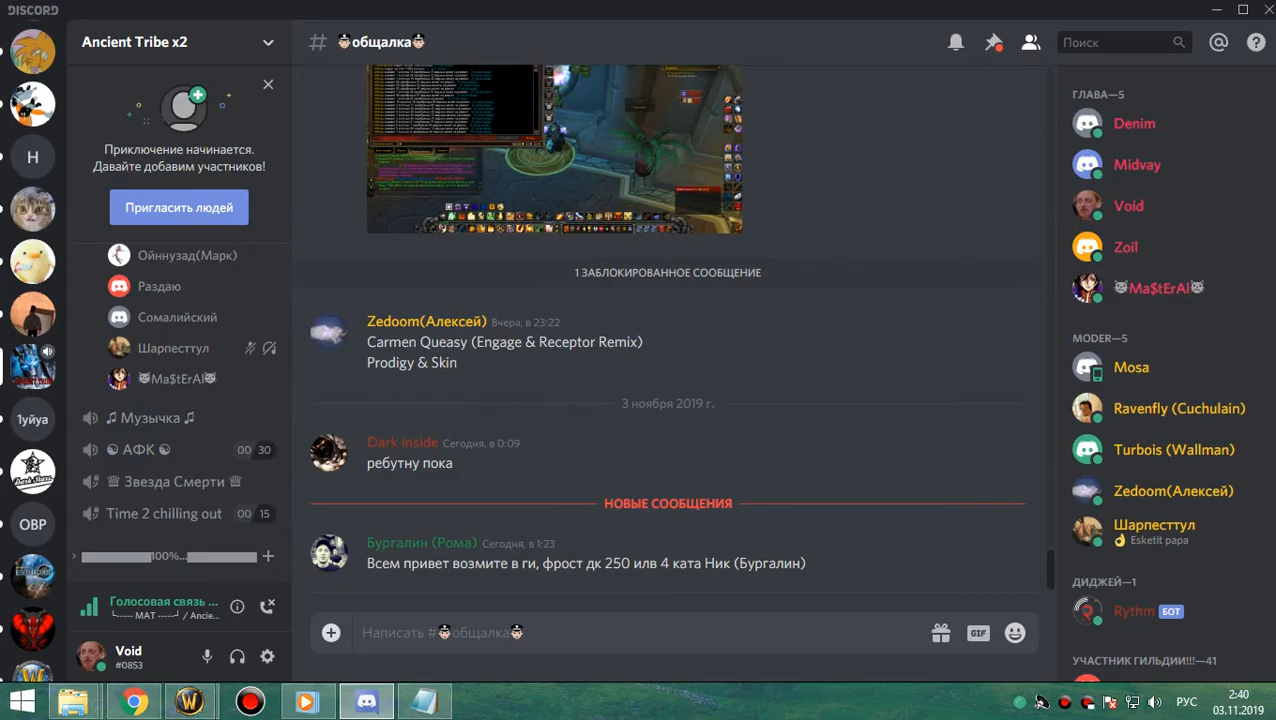 DISCORD
Ancient Tribe x2
# общалка
Поиск
Приключение начинается.
Давай добавим участников!
Пригласить людей
Н
1уйуа
ОВР
Ойннузад(Марк)
Раздаю
Сомалийский
Шарпесттул
Ma$tErAl
♫ Музычка ♫
☯ АФК ☯
00 30
♕ Звезда Смерти ♕
Time 2 chilling out
00 15
100%...
Голосовая связь ...
└----- МАТ -----┘ / Ancie...
Void
#0853
1 ЗАБЛОКИРОВАННОЕ СООБЩЕНИЕ
Zedoom(Алексей) Вчера, в 23:22
Carmen Queasy (Engage & Receptor Remix)
Prodigy & Skin
3 ноября 2019 г.
Dark inside Сегодня, в 0:09
ребутну пока
НОВЫЕ СООБЩЕНИЯ
Бургалин (Рома) Сегодня, в 1:23
Всем привет возмите в ги, фрост дк 250 илв 4 ката Ник (Бургалин)
Написать #общалка
GIF
ГЛАВА—5
Denim
Midvay
Void
Zoil
Ma$tErAl
MODER—5
Mosa
Ravenfly (Cuchulain)
Turbois (Wallman)
Zedoom(Алексей)
Шарпесттул
Esketit papa
ДИДЖЕЙ—1
Rythm БОТ
УЧАСТНИК ГИЛЬДИИ!!!—41
РУС
2:40
03.11.2019